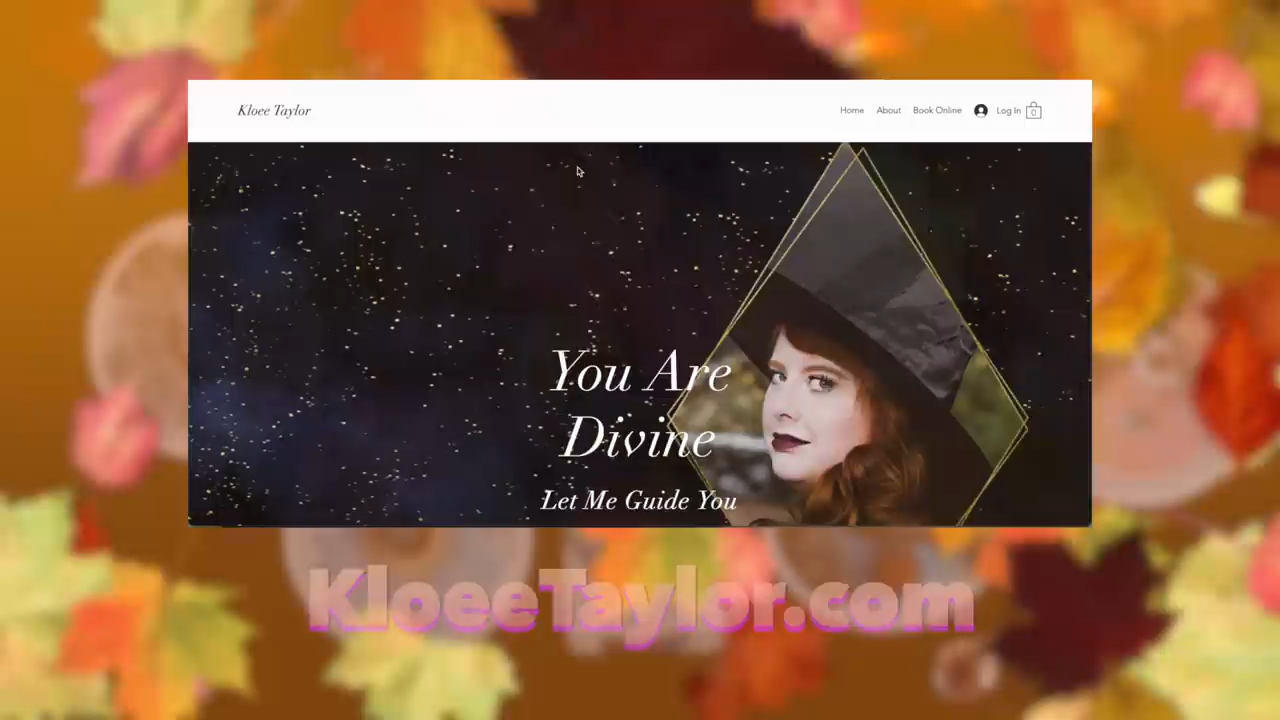 Kloee Taylor
Home About Book Online Log In 0
You Are
Divine
Let Me Guide You
KloeeTaylor.com